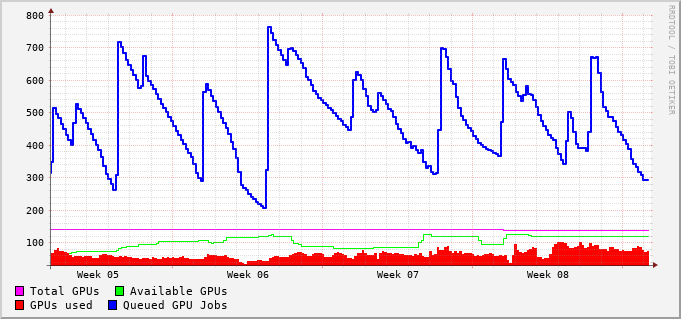 800
700
600
500
400
300
200
100
Week 05 Week 06 Week 07 Week 08
Total GPUs Available GPUs
GPUs used Queued GPU Jobs
RRDTOOL / TOBI OETIKER